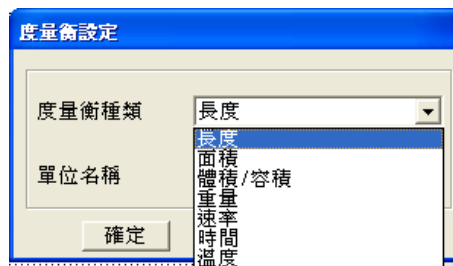 度量衡設定
度量衡種類 長度
長度
面積
體積/容積
單位名稱
重量
速率
確定
時間
溫度